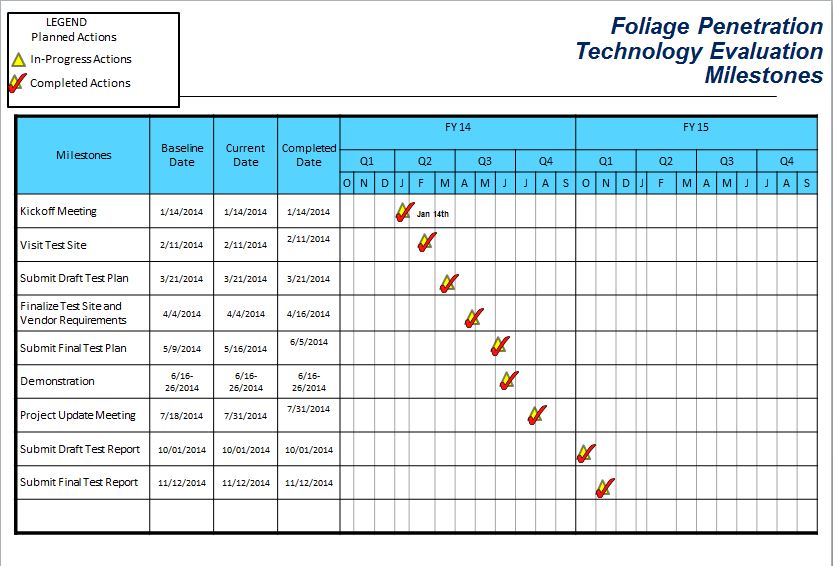 LEGEND
Planned Actions
In-Progress Actions
Completed Actions
Foliage Penetration
Technology Evaluation
Milestones
Milestones
Baseline
Date
Current
Date
Completed
Date
FY 14
FY 15
Q1 Q2 Q3 Q4 Q1 Q2 Q3 Q4
O N D J F M A M J J A S O N D J F M A M J J A S
Kickoff Meeting 1/14/2014 1/14/2014 1/14/2014 Jan 14th
Visit Test Site 2/11/2014 2/11/2014 2/11/2014
Submit Draft Test Plan 3/21/2014 3/21/2014 3/21/2014
Finalize Test Site and
Vendor Requirements 4/4/2014 4/4/2014 4/16/2014
Submit Final Test Plan 5/9/2014 5/16/2014 6/5/2014
Demonstration 6/16-
26/2014 6/16-
26/2014 6/16-
26/2014
Project Update Meeting 7/18/2014 7/31/2014 7/31/2014
Submit Draft Test Report 10/01/2014 10/01/2014 10/01/2014
Submit Final Test Report 11/12/2014 11/12/2014 11/12/2014